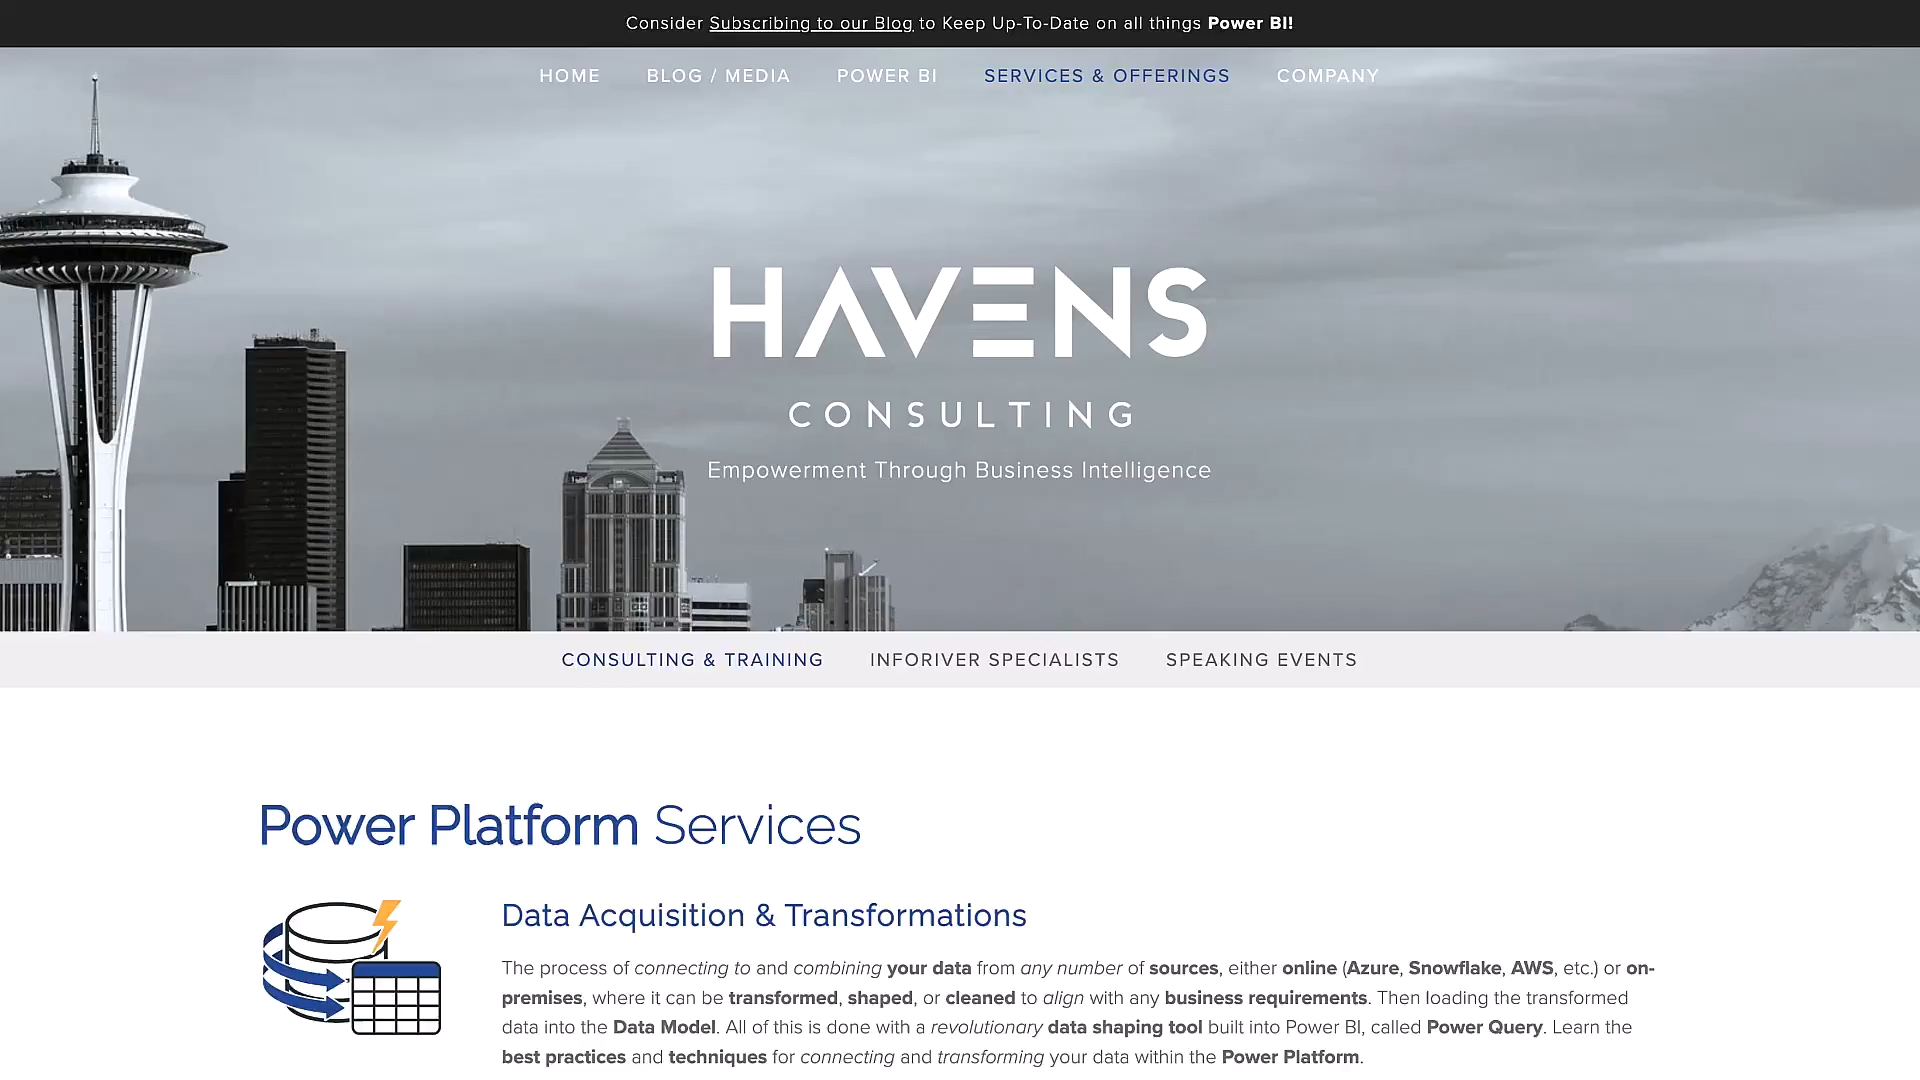 Consider Subscribing to our Blog to Keep Up-To-Date on all things Power BI!
HOME BLOG / MEDIA POWER BI SERVICES & OFFERINGS COMPANY
HAVENS
CONSULTING
Empowerment Through Business Intelligence
CONSULTING & TRAINING INFORIVER SPECIALISTS SPEAKING EVENTS
Power Platform Services
Data Acquisition & Transformations
The process of connecting to and combining your data from any number of sources, either online (Azure, Snowflake, AWS, etc.) or on-
premises, where it can be transformed, shaped, or cleaned to align with any business requirements. Then loading the transformed
data into the Data Model. All of this is done with a revolutionary data shaping tool built into Power BI, called Power Query. Learn the
best practices and techniques for connecting and transforming your data within the Power Platform.